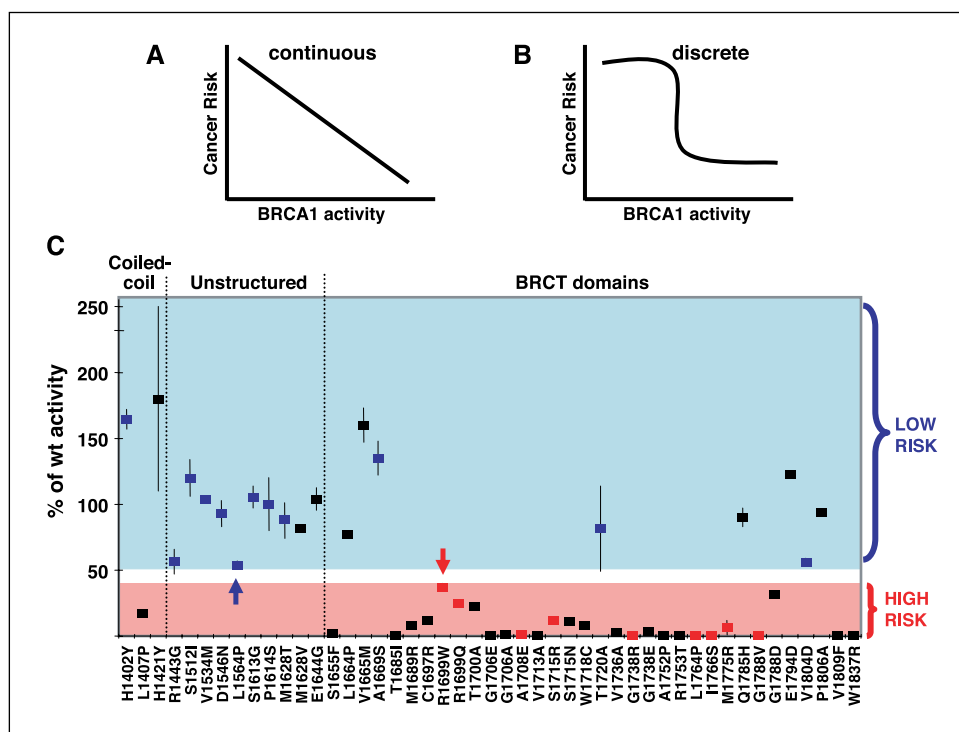 A
continuous
Cancer Risk
BRCA1 activity
B
discrete
Cancer Risk
BRCA1 activity
C
Coiled-
coil
Unstructured
BRCT domains
% of wt activity
250
200
150
100
50
LOW
RISK
HIGH
RISK
H1402Y
L1407P
H1421Y
R1443G
S1512I
V1534M
D1546N
L1564P
S1613G
P1614S
M1628T
M1628V
E1644G
S1655F
L1664P
V1665M
A1669S
T1685I
M1689R
C1697R
R1699W
R1699Q
T1700A
G1706E
G1706A
A1708E
V1713A
S1715R
S1715N
W1718C
T1720A
V1736A
G1738R
G1738E
A1752P
R1753T
L1764P
I1766S
M1775R
Q1785H
G1788V
G1788D
E1794D
V1804D
P1806A
V1809F
W1837R